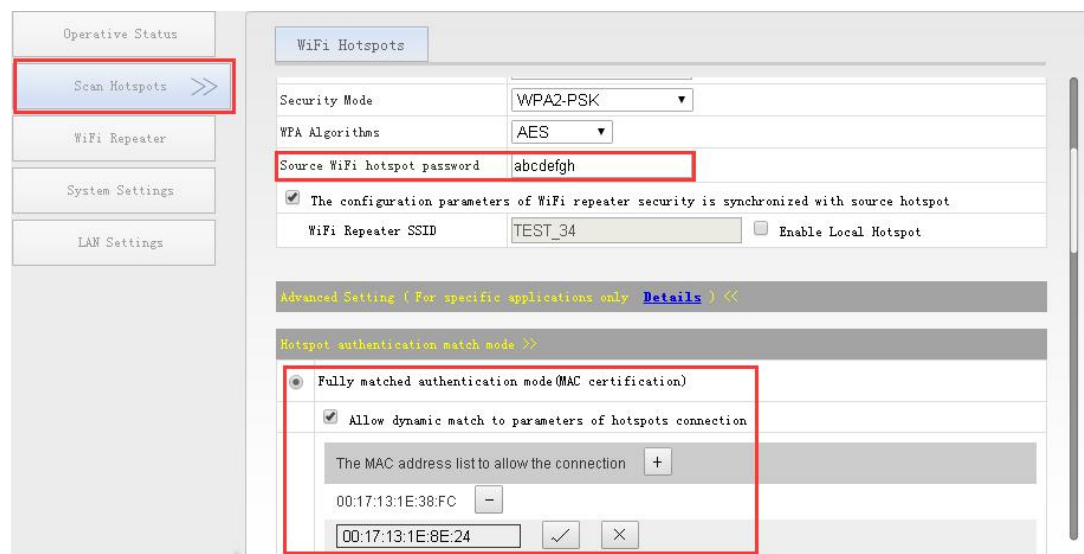 Operative Status
Scan Hotspots >>
WiFi Repeater
System Settings
LAN Settings
WiFi Hotspots
Security Mode WPA2-PSK
WPA Algorithms AES
Source WiFi hotspot password abcdefgh
The configuration parameters of WiFi repeater security is synchronized with source hotspot
WiFi Repeater SSID TEST_34 Enable Local Hotspot
Advanced Setting ( For specific applications only Details ) <<
Hotspot authentication match mode >>
Fully matched authentication mode(MAC certification)
Allow dynamic match to parameters of hotspots connection
The MAC address list to allow the connection +
00:17:13:1E:38:FC −
00:17:13:1E:8E:24